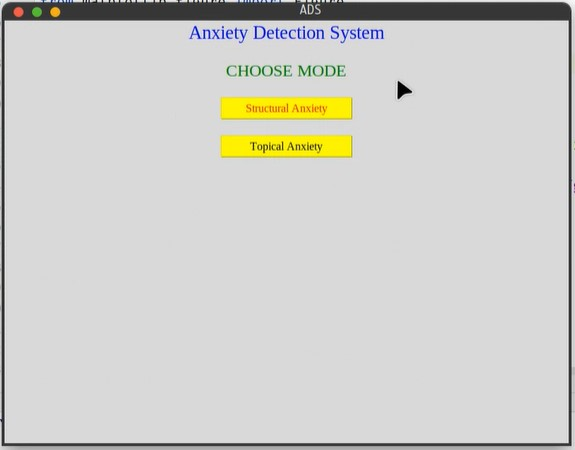 ADS
Anxiety Detection System
CHOOSE MODE
Structural Anxiety
Topical Anxiety